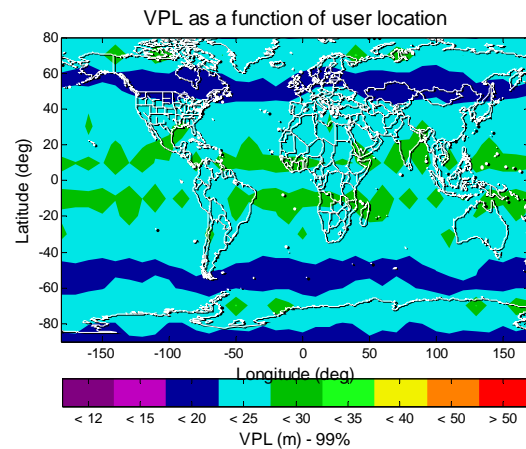 VPL as a function of user location
80
60
40
20
0
-20
-40
-60
-80
Latitude (deg)
-150 -100 -50 0 50 100 150
Longitude (deg)
< 12 < 15 < 20 < 25 < 30 < 35 < 40 < 50 > 50
VPL (m) - 99%